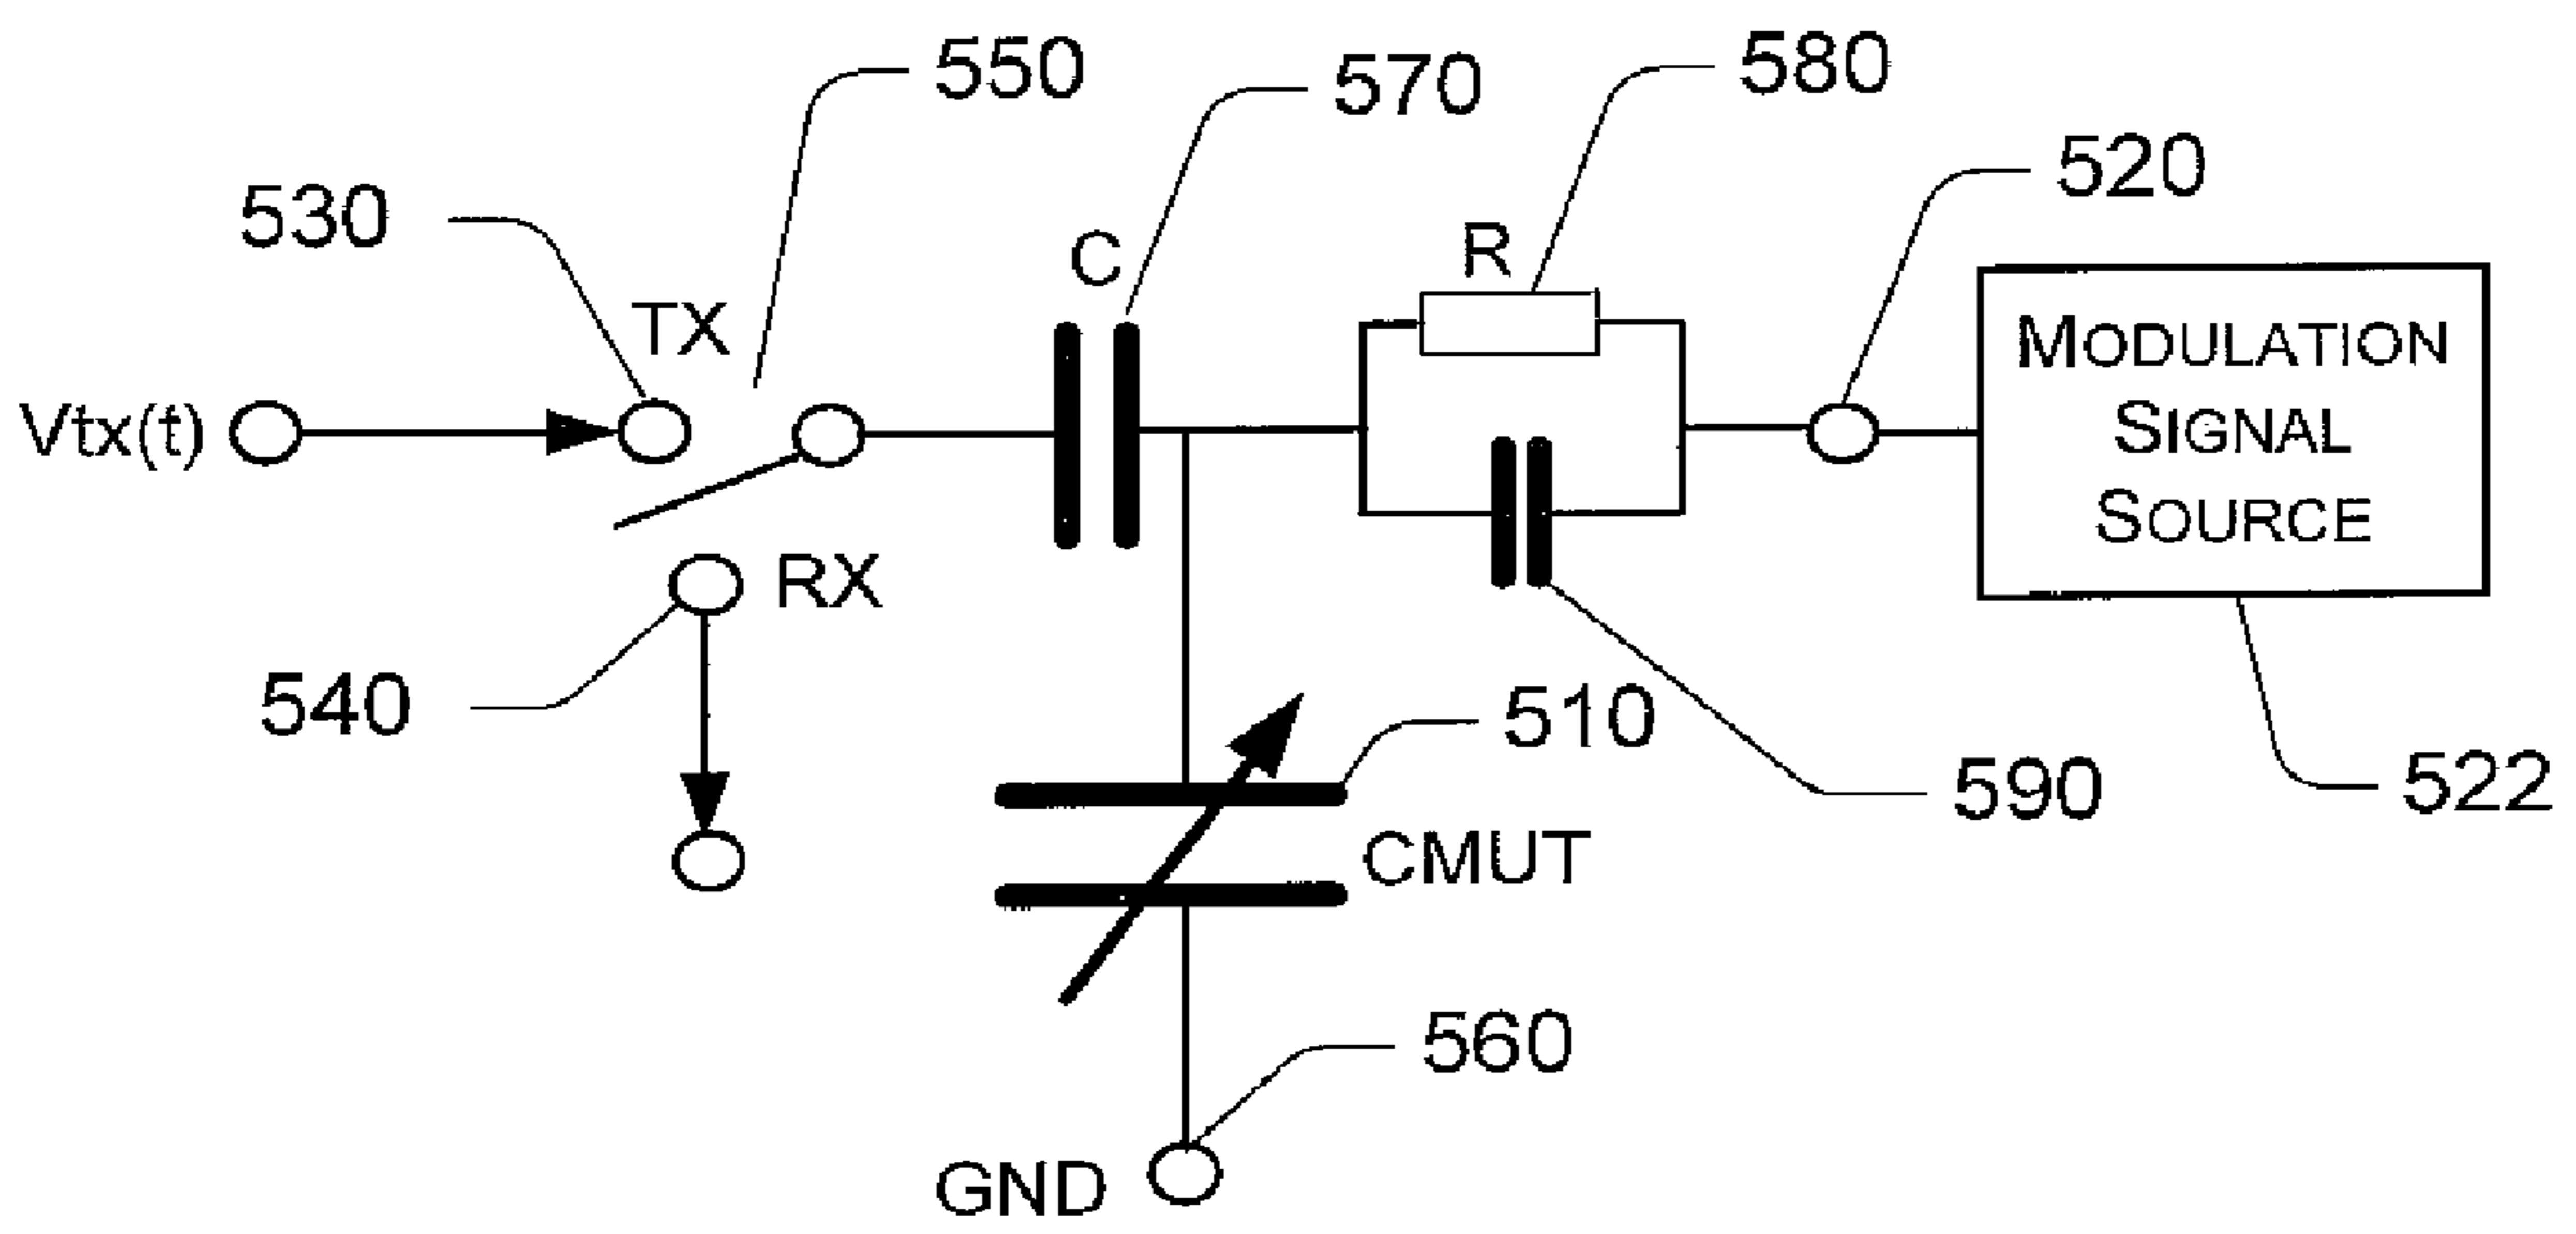 550
570
580
520
530
TX
C
R
Vtx(t)
MODULATION
SIGNAL
SOURCE
RX
540
510
590
522
CMUT
560
GND